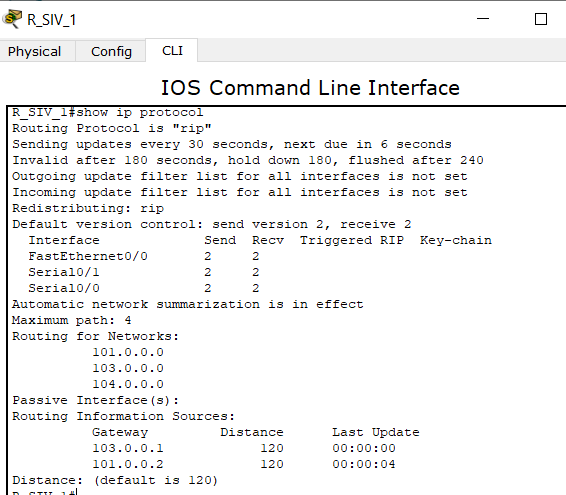 R_SIV_1
Physical Config CLI
IOS Command Line Interface
R_SIV_1#show ip protocol
Routing Protocol is "rip"
Sending updates every 30 seconds, next due in 6 seconds
Invalid after 180 seconds, hold down 180, flushed after 240
Outgoing update filter list for all interfaces is not set
Incoming update filter list for all interfaces is not set
Redistributing: rip
Default version control: send version 2, receive 2
  Interface             Send  Recv  Triggered RIP  Key-chain
  FastEthernet0/0       2     2
  Serial0/1             2     2
  Serial0/0             2     2
Automatic network summarization is in effect
Maximum path: 4
Routing for Networks:
          101.0.0.0
          103.0.0.0
          104.0.0.0
Passive Interface(s):
Routing Information Sources:
          Gateway         Distance      Last Update
          103.0.0.1            120      00:00:00
          101.0.0.2            120      00:00:04
Distance: (default is 120)
R_SIV_1#